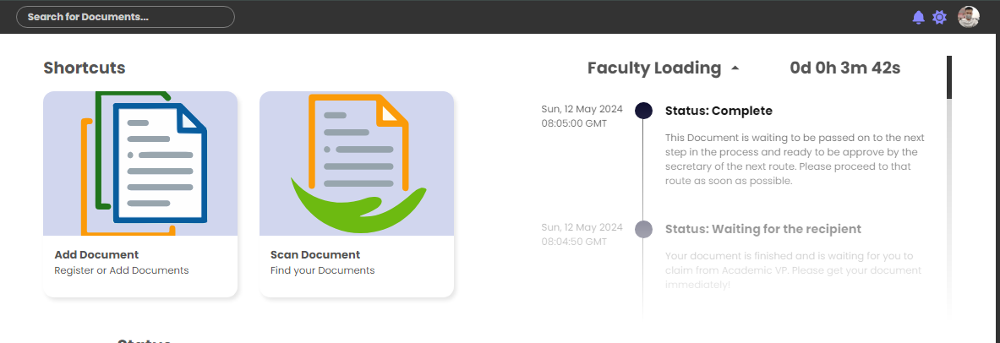 Search for Documents...
Shortcuts
Add Document
Register or Add Documents
Scan Document
Find your Documents
Faculty Loading
0d 0h 3m 42s
Sun, 12 May 2024
08:05:00 GMT
Status: Complete
This Document is waiting to be passed on to the next
step in the process and ready to be approve by the
secretary of the next route. Please proceed to that
route as soon as possible.
Sun, 12 May 2024
08:04:50 GMT
Status: Waiting for the recipient
Your document is finished and is waiting for you to
claim from Academic VP. Please get your document
immediately!
Status